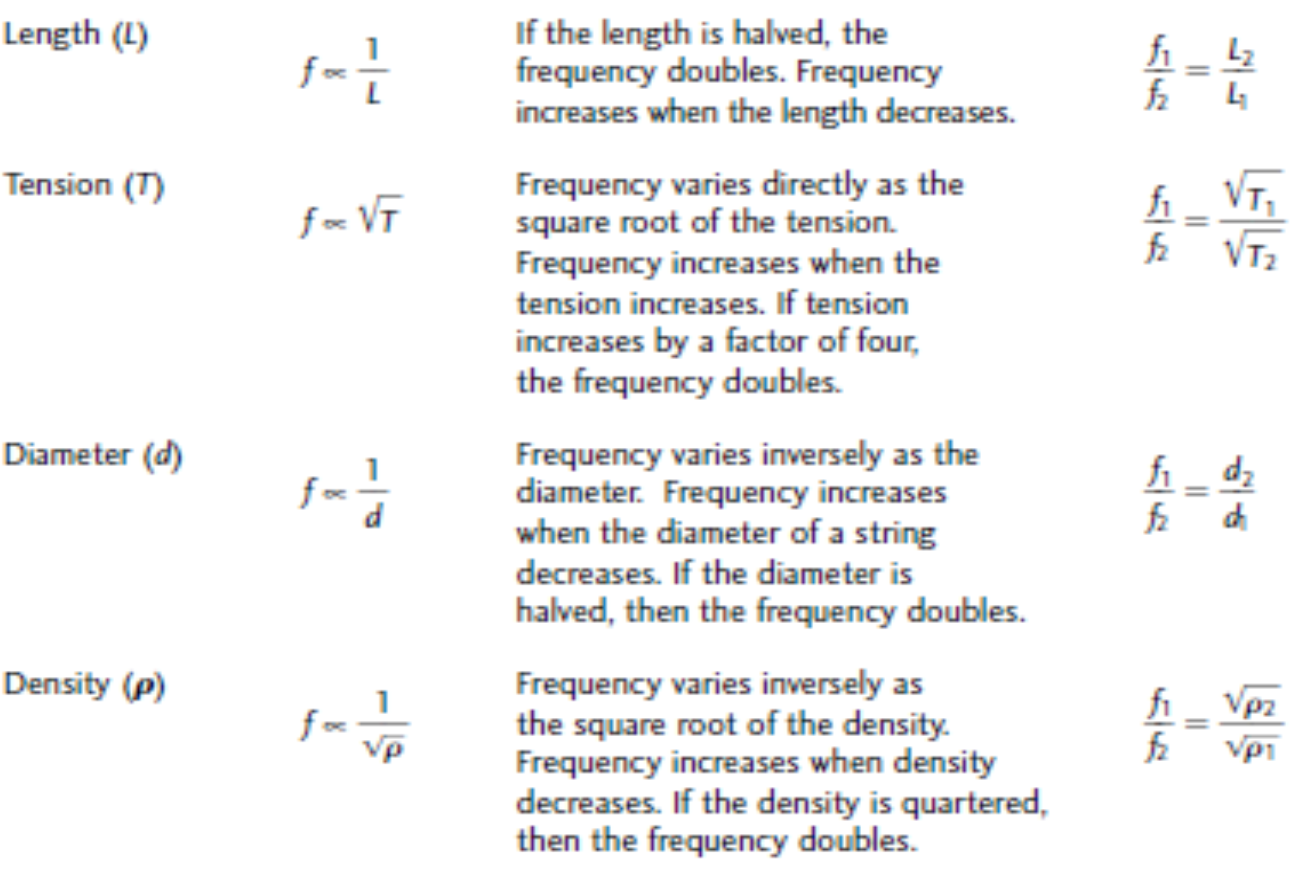 Length (L)
f ∝ 1/L
If the length is halved, the
frequency doubles. Frequency
increases when the length decreases.
f₁/f₂ = L₂/L₁
Tension (T)
f ∝ √T
Frequency varies directly as the
square root of the tension.
Frequency increases when the
tension increases. If tension
increases by a factor of four,
the frequency doubles.
f₁/f₂ = √T₁/√T₂
Diameter (d)
f ∝ 1/d
Frequency varies inversely as the
diameter. Frequency increases
when the diameter of a string
decreases. If the diameter is
halved, then the frequency doubles.
f₁/f₂ = d₂/d₁
Density (ρ)
f ∝ 1/√ρ
Frequency varies inversely as
the square root of the density.
Frequency increases when density
decreases. If the density is quartered,
then the frequency doubles.
f₁/f₂ = √ρ₂/√ρ₁